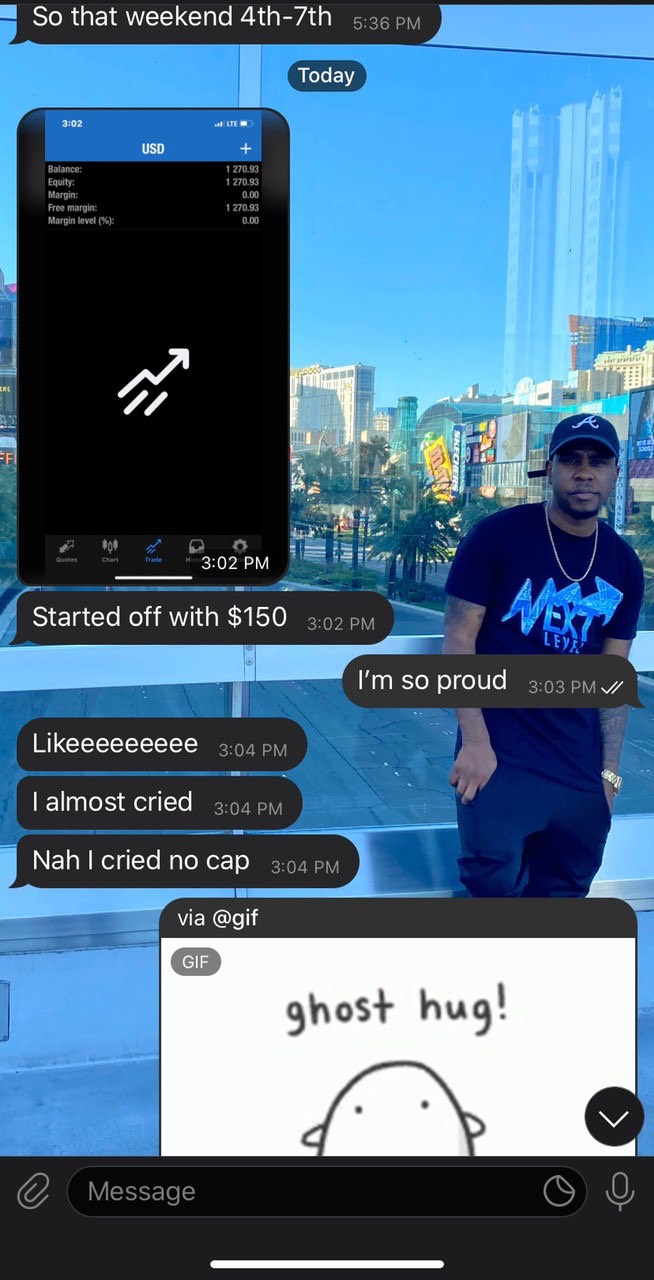 So that weekend 4th-7th 5:36 PM
Today
3:02 LTE
USD +
Balance: 1 270.93
Equity: 1 270.93
Margin: 0.00
Free margin: 1 270.93
Margin level (%): 0.00
Quotes Chart Trade
3:02 PM
NEXT
LEVEL
Started off with $150 3:02 PM
I'm so proud 3:03 PM
Likeeeeeeeee 3:04 PM
I almost cried 3:04 PM
Nah I cried no cap 3:04 PM
via @gif
GIF
ghost hug!
Message